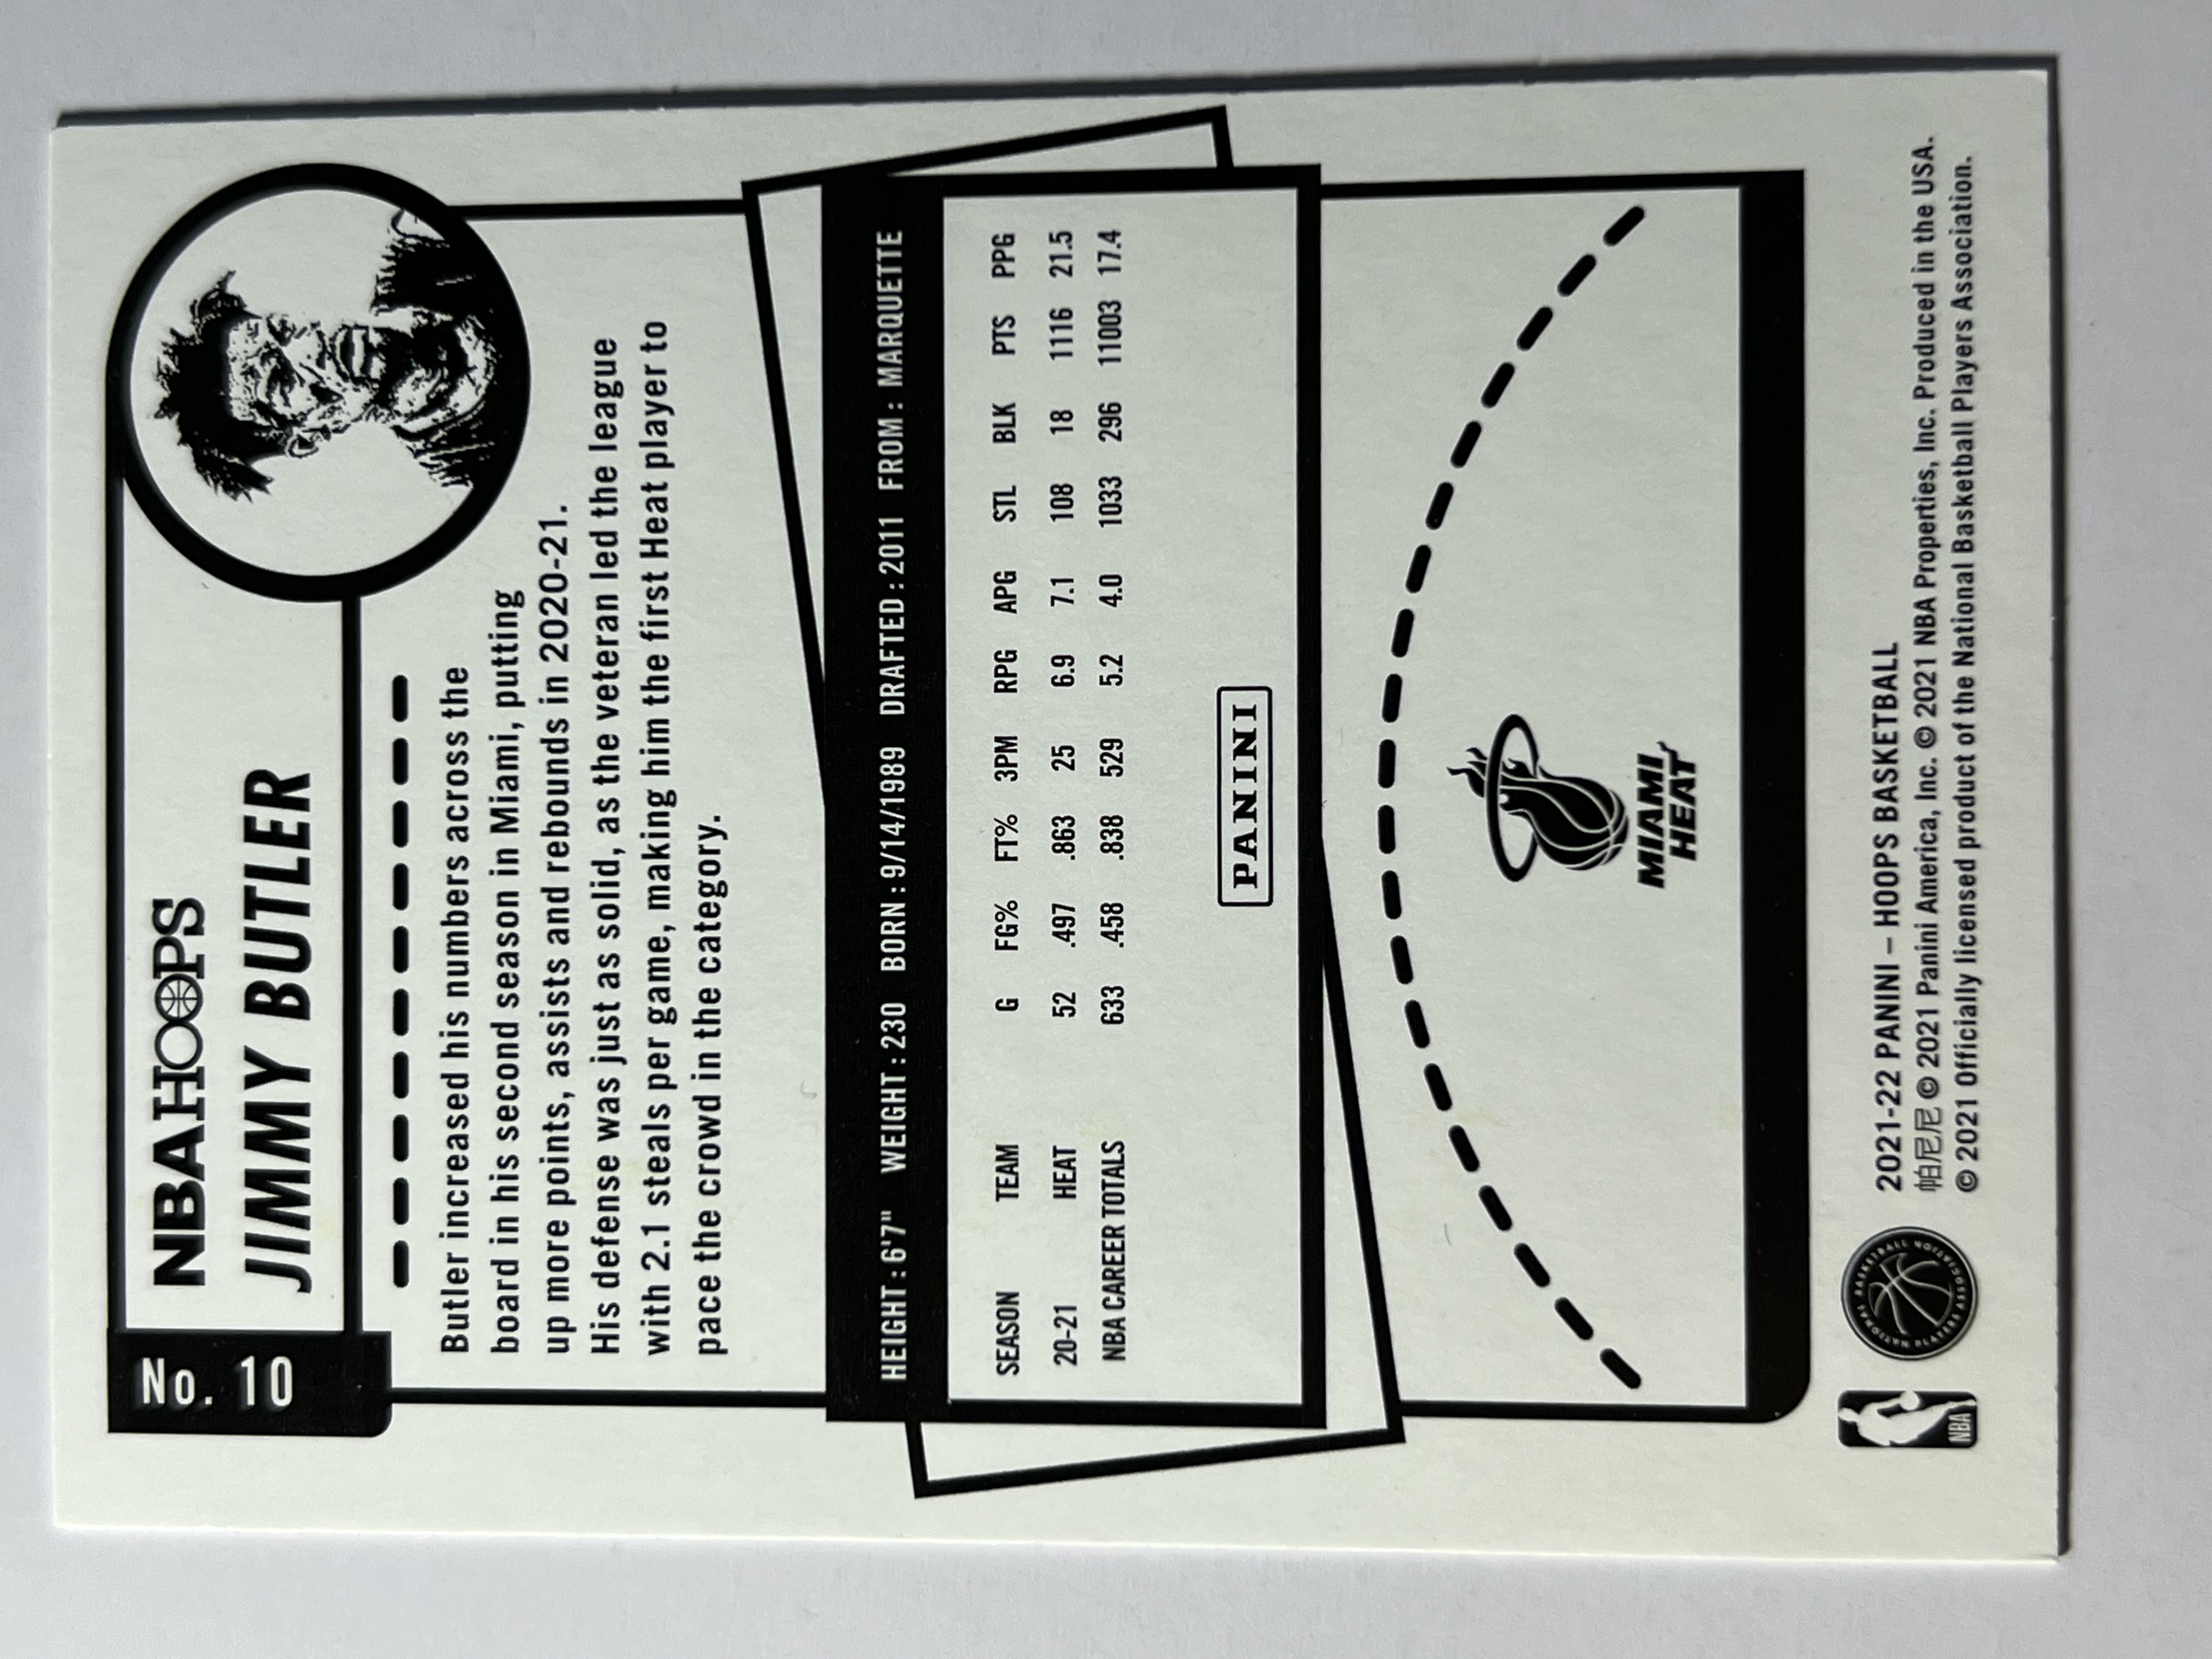 No. 10
NBA HOOPS
JIMMY BUTLER
Butler increased his numbers across the
board in his second season in Miami, putting
up more points, assists and rebounds in 2020-21.
His defense was just as solid, as the veteran led the league
with 2.1 steals per game, making him the first Heat player to
pace the crowd in the category.
HEIGHT: 6'7" WEIGHT: 230 BORN: 9/14/1989 DRAFTED: 2011 FROM: MARQUETTE
SEASON TEAM G FG% FT% 3PM RPG APG STL BLK PTS PPG
20-21 HEAT 52 .497 .863 25 6.9 7.1 108 18 1116 21.5
NBA CAREER TOTALS 633 .458 .838 529 5.2 4.0 1033 296 11003 17.4
PANINI
MIAMI
HEAT
NBA
NATIONAL BASKETBALL PLAYERS ASSOCIATION
2021-22 PANINI – HOOPS BASKETBALL
帕尼尼 © 2021 Panini America, Inc. © 2021 NBA Properties, Inc. Produced in the USA.
© 2021 Officially licensed product of the National Basketball Players Association.